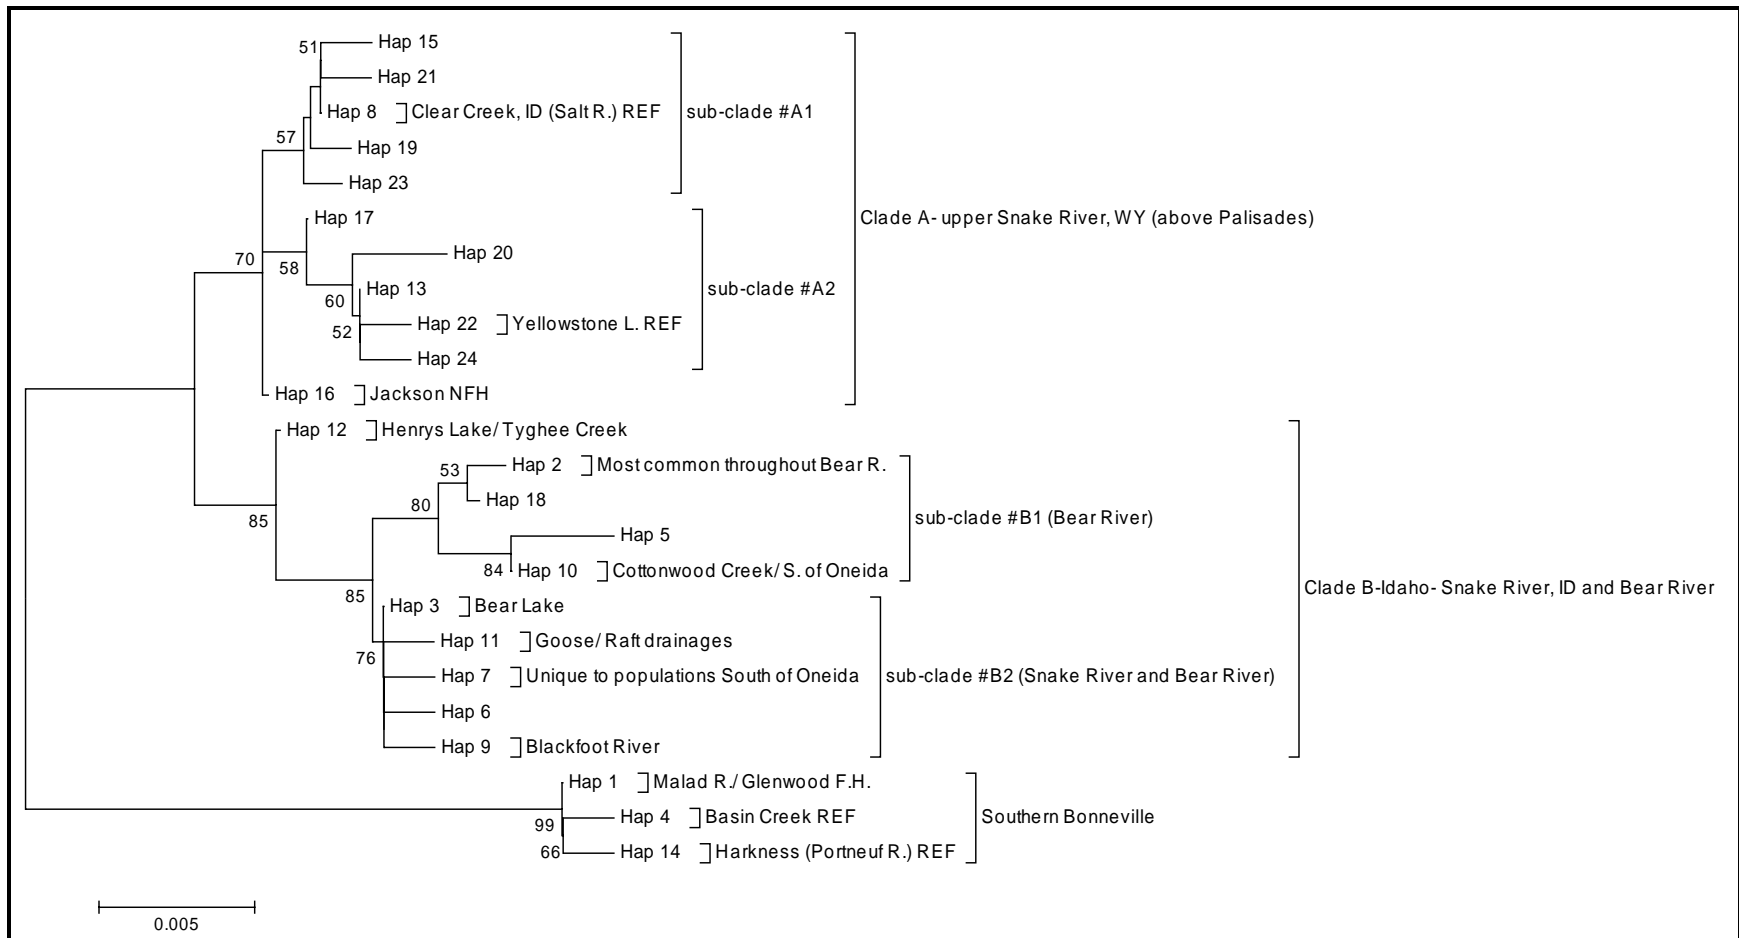 51 Hap 15
Hap 21
Hap 8 Clear Creek, ID (Salt R.) REF sub-clade #A1
57 Hap 19
Hap 23
Hap 17 Clade A- upper Snake River, WY (above Palisades)
70 58 Hap 20
60 Hap 13 sub-clade #A2
52 Hap 22 Yellowstone L. REF
Hap 24
Hap 16 Jackson NFH
Hap 12 Henrys Lake/ Tyghee Creek
53 Hap 2 Most common throughout Bear R.
Hap 18
80 sub-clade #B1 (Bear River)
85 Hap 5
84 Hap 10 Cottonwood Creek/ S. of Oneida
Clade B-Idaho- Snake River, ID and Bear River
85 Hap 3 Bear Lake
Hap 11 Goose/ Raft drainages
76 Hap 7 Unique to populations South of Oneida sub-clade #B2 (Snake River and Bear River)
Hap 6
Hap 9 Blackfoot River
Hap 1 Malad R./ Glenwood F.H.
99 Hap 4 Basin Creek REF Southern Bonneville
66 Hap 14 Harkness (Portneuf R.) REF
0.005